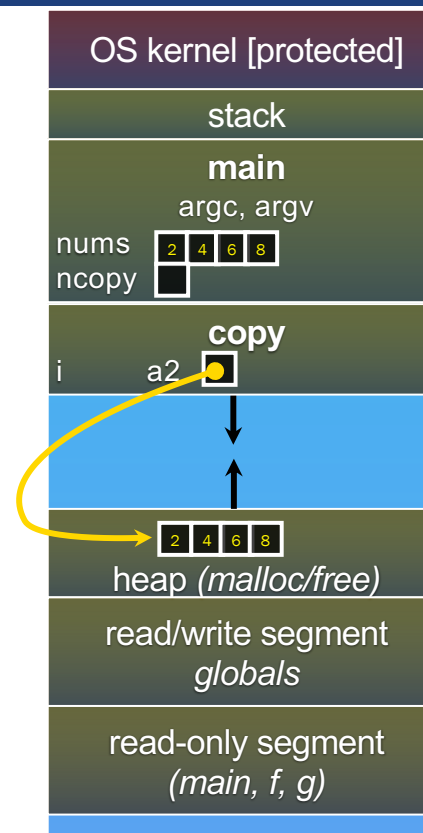 OS kernel [protected]
stack
main
argc, argv
nums 2 4 6 8
ncopy
copy
i a2
2 4 6 8
heap (malloc/free)
read/write segment
globals
read-only segment
(main, f, g)